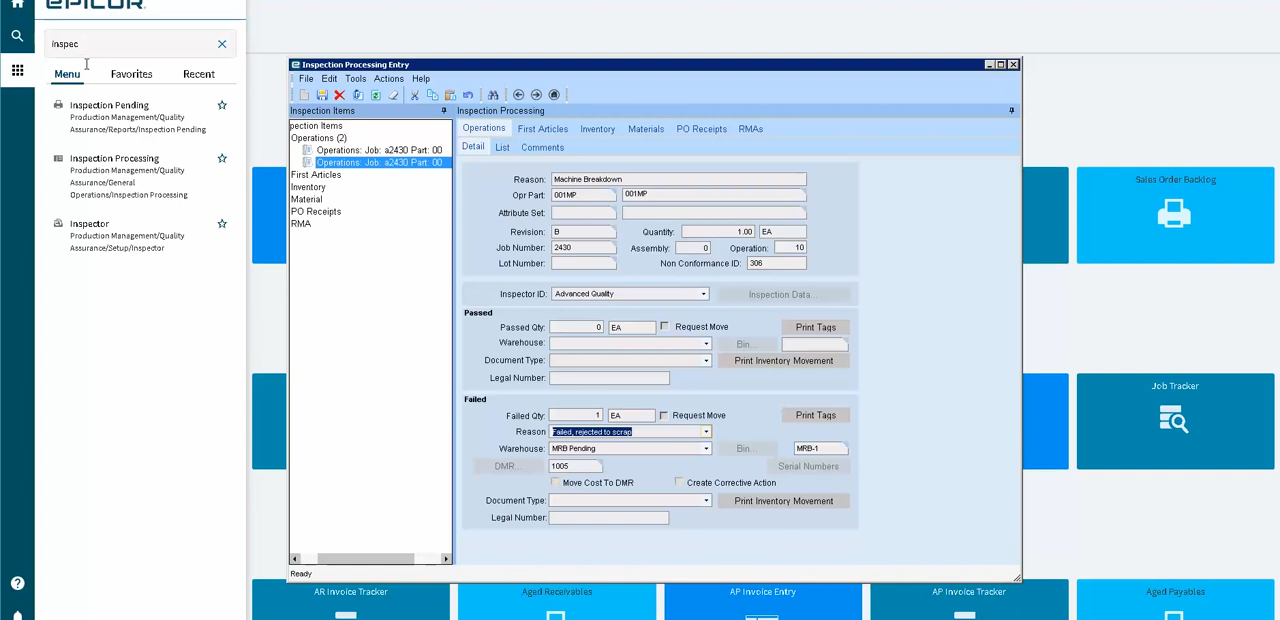 EPICOR
inspec
Menu Favorites Recent
Inspection Pending
Production Management/Quality
Assurance/Reports/Inspection Pending
Inspection Processing
Production Management/Quality
Assurance/General
Operations/Inspection Processing
Inspector
Production Management/Quality
Assurance/Setup/Inspector
Inspection Processing Entry
File Edit Tools Actions Help
Inspection Items
pection Items
Operations (2)
Operations: Job: a2430 Part: 00
Operations: Job: a2430 Part: 00
First Articles
Inventory
Material
PO Receipts
RMA
Ready
Inspection Processing
Operations First Articles Inventory Materials PO Receipts RMAs
Detail List Comments
Reason: Machine Breakdown
Opr Part: 001MP 001MP
Attribute Set:
Revision: B Quantity: 1.00 EA
Job Number: 2430 Assembly: 0 Operation: 10
Lot Number: Non Conformance ID: 306
Inspector ID: Advanced Quality Inspection Data...
Passed
Passed Qty: 0 EA Request Move Print Tags
Warehouse: Bin...
Document Type: Print Inventory Movement
Legal Number:
Failed
Failed Qty: 1 EA Request Move Print Tags
Reason Failed, rejected to scrap
Warehouse: MRB Pending Bin... MRB-1
DMR... 1005 Serial Numbers
Move Cost To DMR Create Corrective Action
Document Type: Print Inventory Movement
Legal Number:
Sales Order Backlog
Job Tracker
AR Invoice Tracker
Aged Receivables
AP Invoice Entry
AP Invoice Tracker
Aged Payables